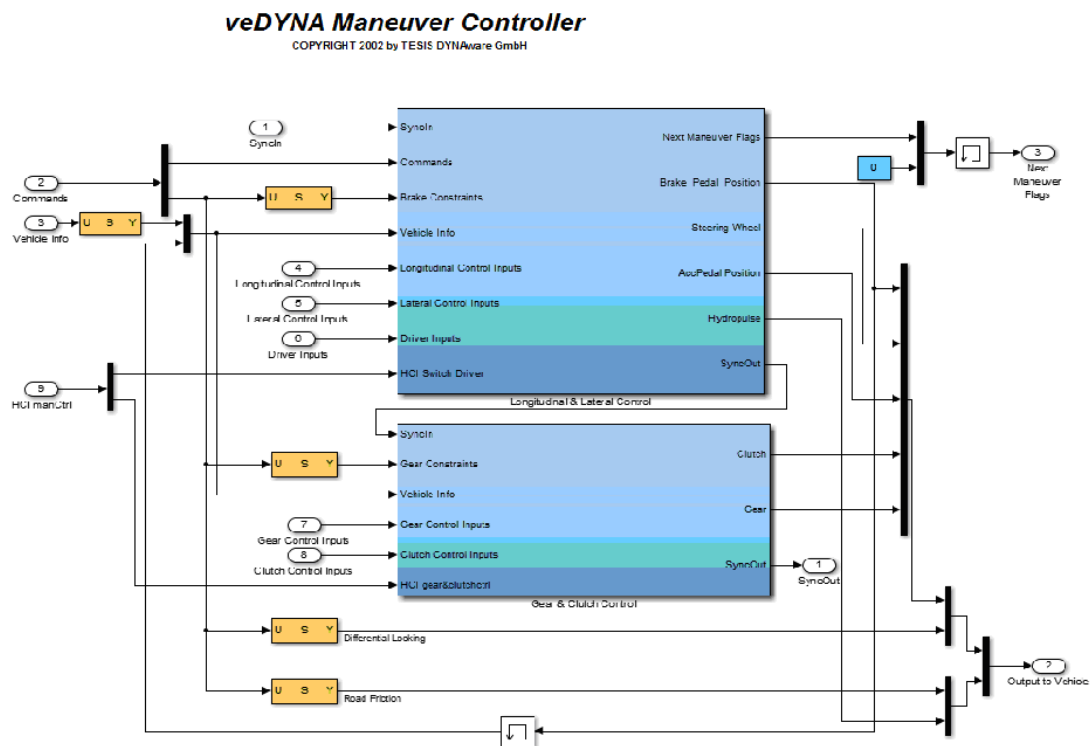 veDYNA Maneuver Controller
COPYRIGHT 2002 by TESIS DYNAware GmbH
1
SyncIn
2
Commands
3
Vehicle Info
U S Y
U S Y
SyncIn
Commands
Brake Constraints
Vehicle Info
Longitudinal Control Inputs
Lateral Control Inputs
Driver Inputs
HCI Switch Driver
4
Longitudinal Control Inputs
5
Lateral Control Inputs
6
Driver Inputs
9
HCI manCtrl
Next Maneuver Flags
Brake Pedal Position
Steering Wheel
AccPedal Position
Hydropulse
SyncOut
Longitudinal & Lateral Control
0
3
Next
Maneuver
Flags
SyncIn
Gear Constraints
Vehicle Info
Gear Control Inputs
Clutch Control Inputs
HCI gear&clutchctrl
U S Y
7
Gear Control Inputs
8
Clutch Control Inputs
Clutch
Gear
SyncOut
Gear & Clutch Control
1
SyncOut
U S Y
Differential Locking
U S Y
Road Friction
2
Output to Vehicle